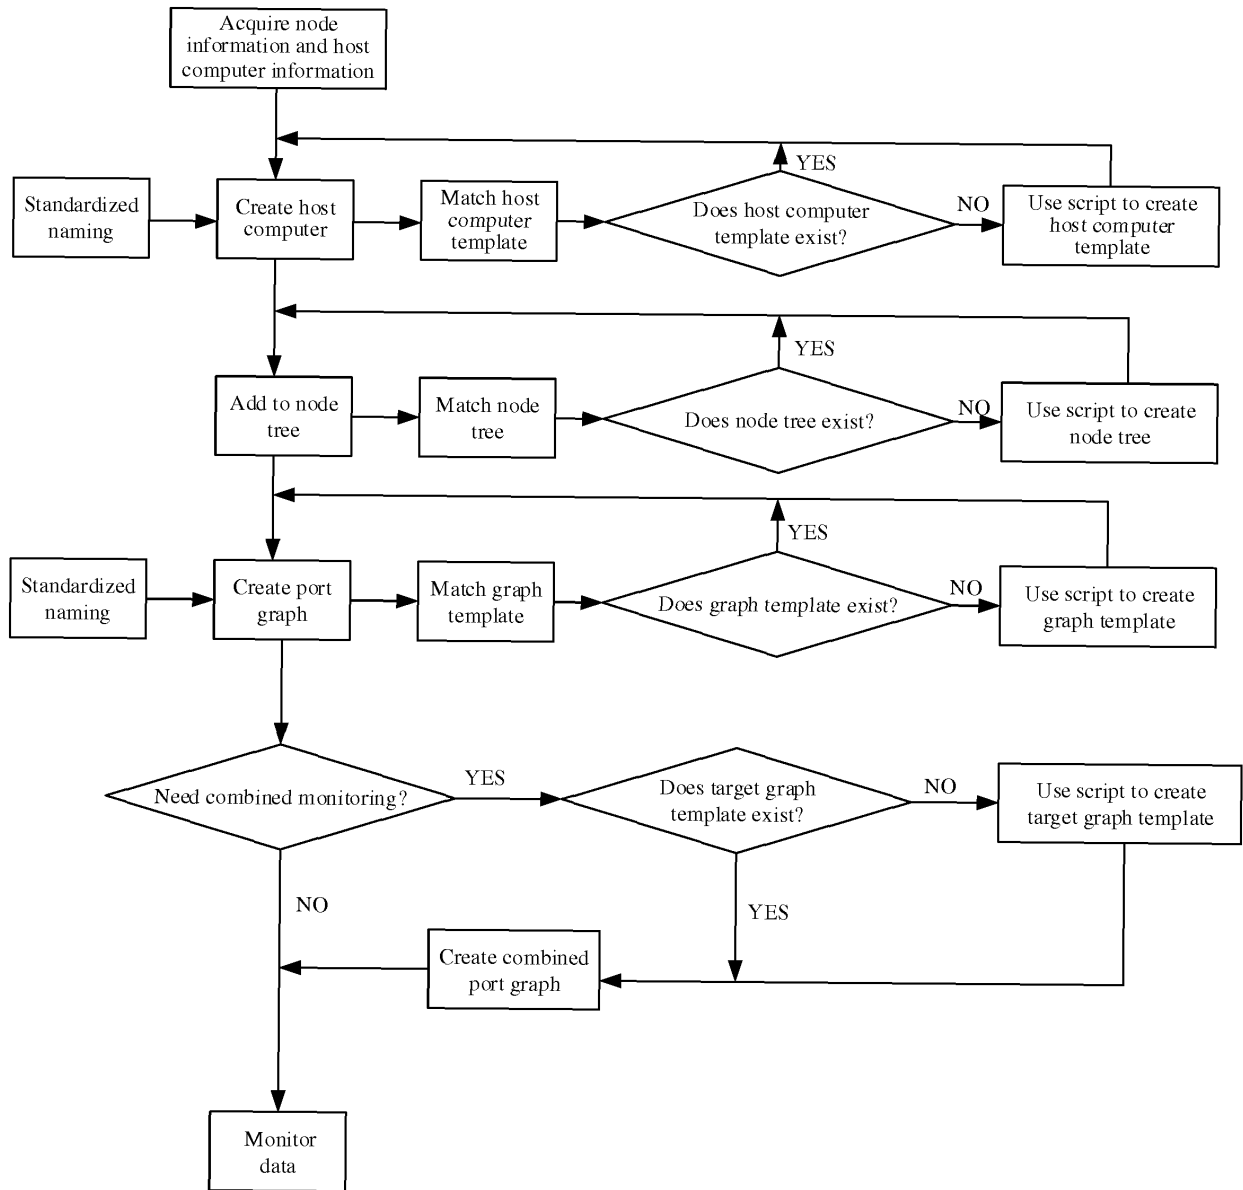 Acquire node
information and host
computer information
YES
Standardized
naming
Create host
computer
Match host
computer
template
Does host computer
template exist?
NO
Use script to create
host computer
template
YES
Add to node
tree
Match node
tree
Does node tree exist?
NO
Use script to create
node tree
YES
Standardized
naming
Create port
graph
Match graph
template
Does graph template exist?
NO
Use script to create
graph template
Need combined monitoring?
YES
Does target graph
template exist?
NO
Use script to create
target graph template
NO
YES
Create combined
port graph
Monitor
data